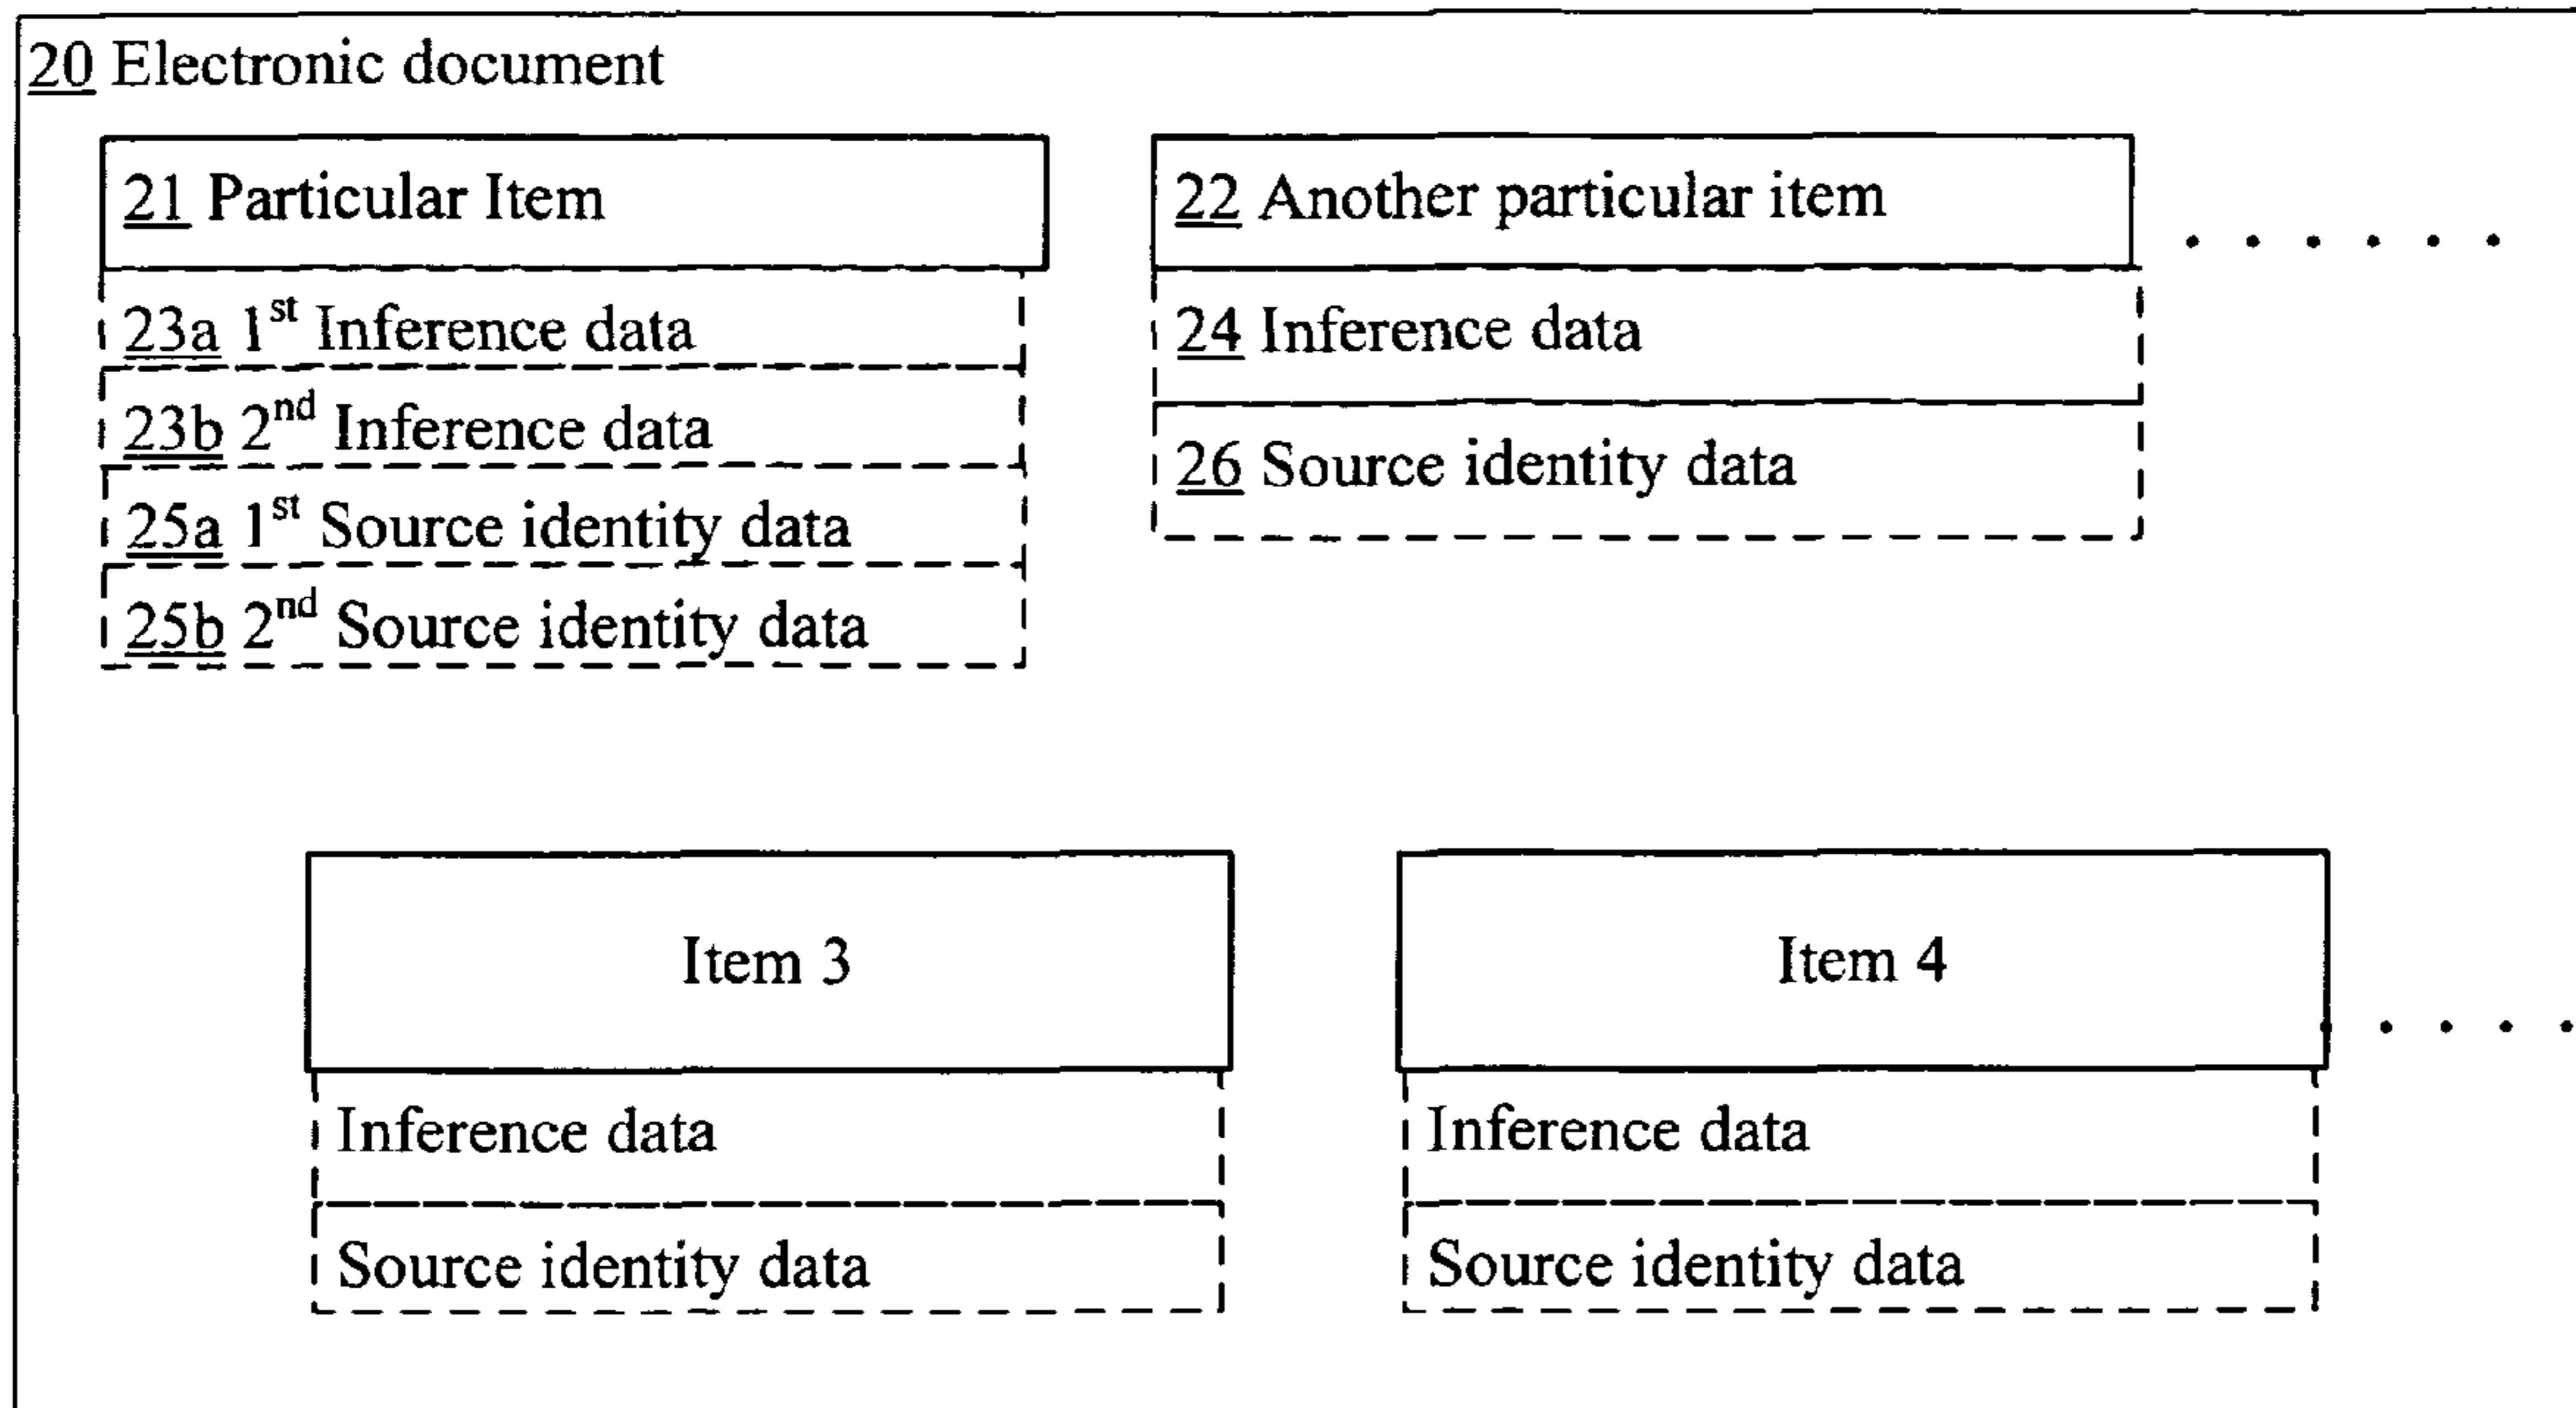 20 Electronic document
21 Particular Item
23a 1st Inference data
23b 2nd Inference data
25a 1st Source identity data
25b 2nd Source identity data
22 Another particular item
24 Inference data
26 Source identity data
Item 3
Inference data
Source identity data
Item 4
Inference data
Source identity data